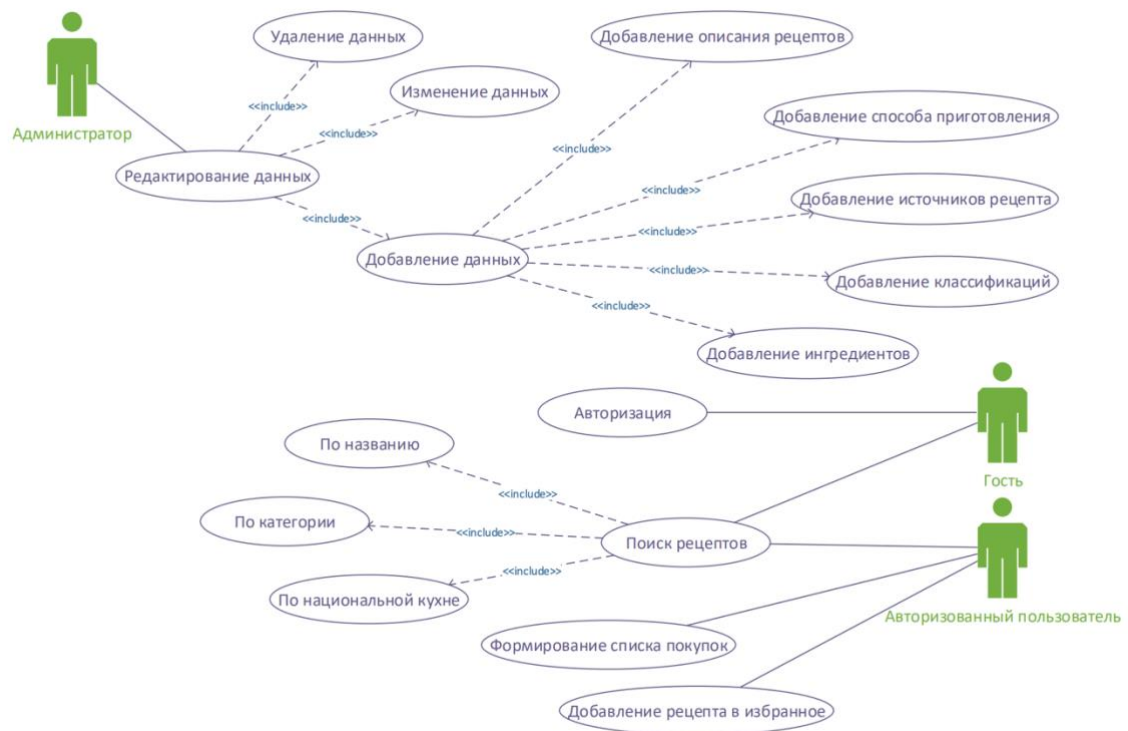 Удаление данных
Добавление описания рецептов
Изменение данных
<<include>>
<<include>>
Администратор
Добавление способа приготовления
<<include>>
<<include>>
Редактирование данных
Добавление источников рецепта
<<include>>
<<include>>
Добавление данных
<<include>>
Добавление классификаций
<<include>>
Добавление ингредиентов
Авторизация
По названию
Гость
<<include>>
По категории
<<include>>
Поиск рецептов
<<include>>
По национальной кухне
Авторизованный пользователь
Формирование списка покупок
Добавление рецепта в избранное